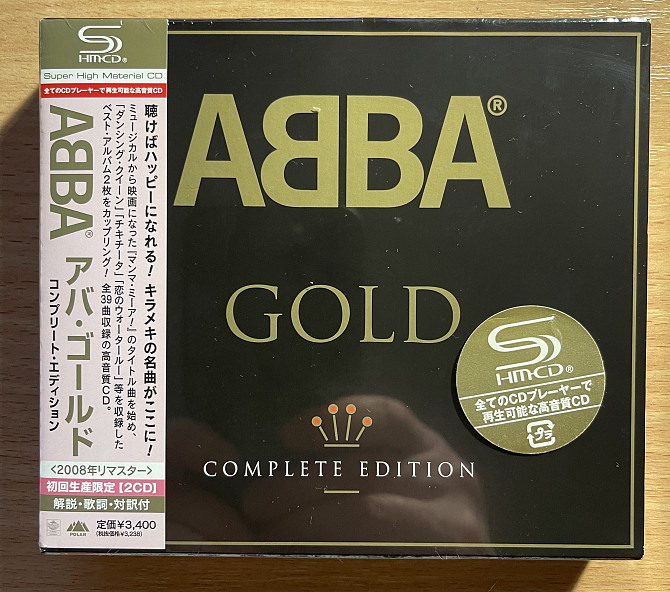 SHM-CD®
Super High Material CD
全てのCDプレーヤーで再生可能な高音質CD
聴けばハッピーになれる！ キラメキの名曲がここに！
ミュージカルから映画になった『マンマ・ミーア！』のタイトル曲を始め、
「ダンシング・クイーン」「チキチータ」「恋のウォータールー」等を収録した
ベスト・アルバム2枚をカップリング！ 全39曲収録の高音質CD。
ABBA® アバ・ゴールド
コンプリート・エディション
<2008年リマスター>
初回生産限定【2CD】
解説・歌詞・対訳付
POLAR
定価¥3,400
(税抜価格¥3,238)
ABBA®
GOLD
COMPLETE EDITION
SHM-CD®
全てのCDプレーヤーで
再生可能な高音質CD